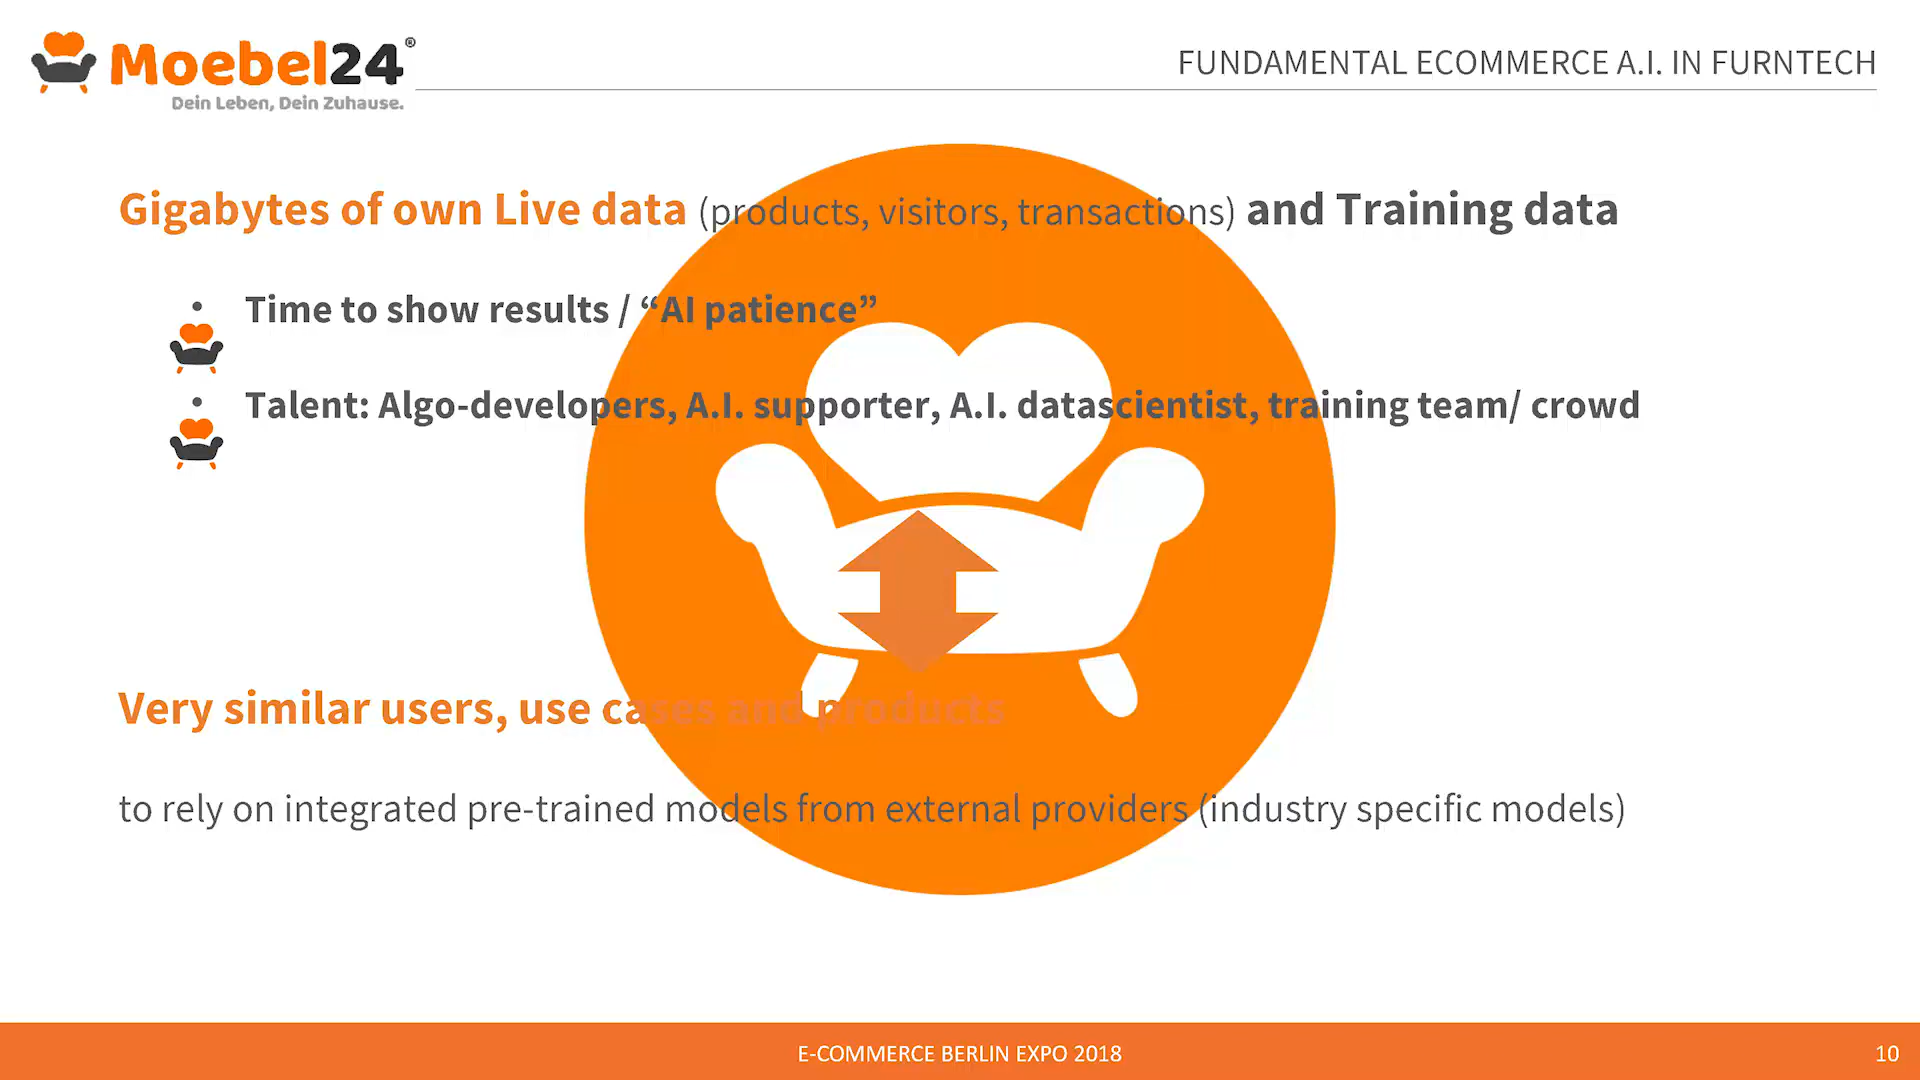 Moebel24®
Dein Leben, Dein Zuhause.
FUNDAMENTAL ECOMMERCE A.I. IN FURNTECH
Gigabytes of own Live data (products, visitors, transactions) and Training data
• Time to show results / “AI patience”
• Talent: Algo-developers, A.I. supporter, A.I. datascientist, training team/ crowd
Very similar users, use cases and products
to rely on integrated pre-trained models from external providers (industry specific models)
E-COMMERCE BERLIN EXPO 2018
10